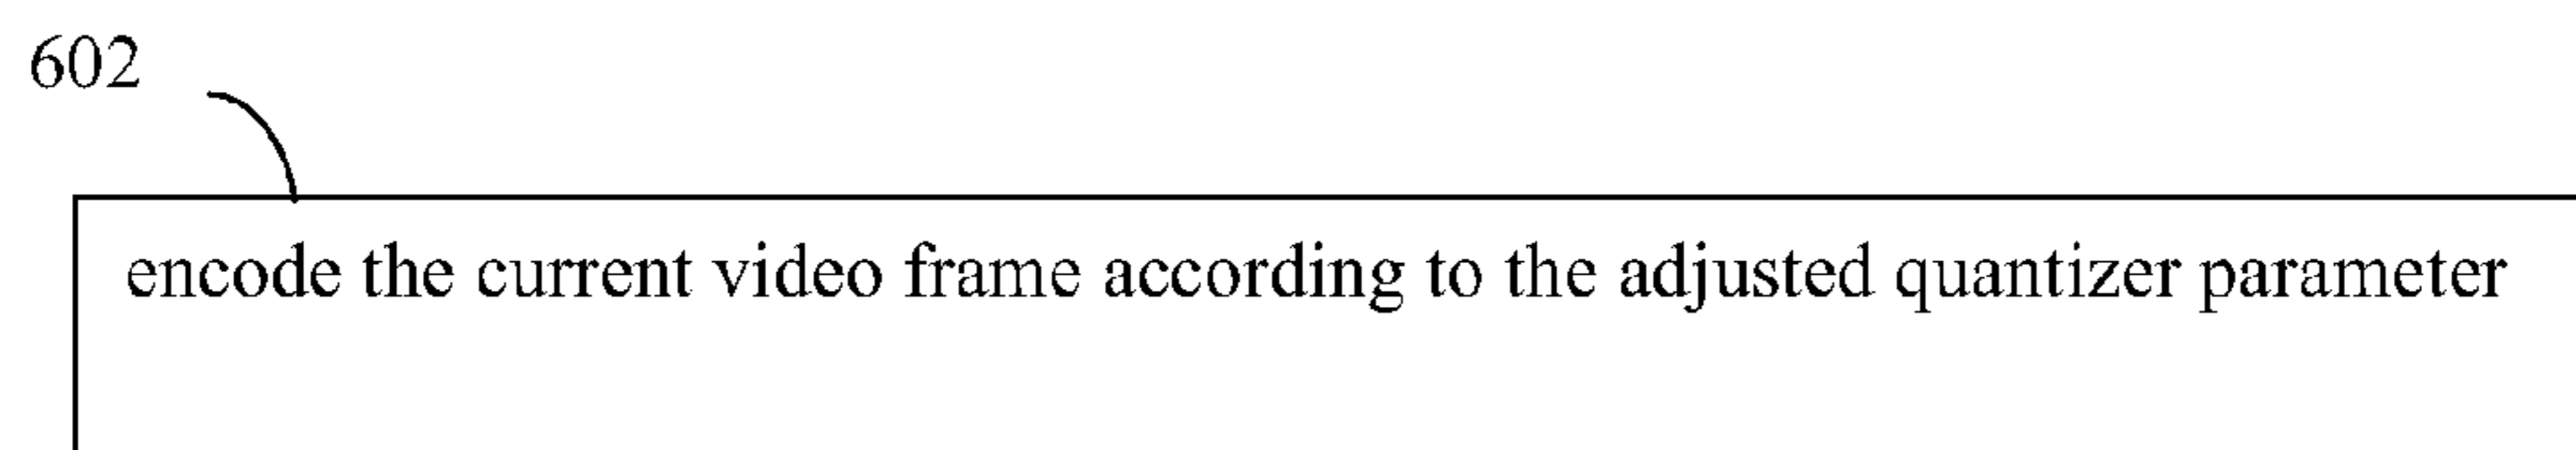 602
encode the current video frame according to the adjusted quantizer parameter